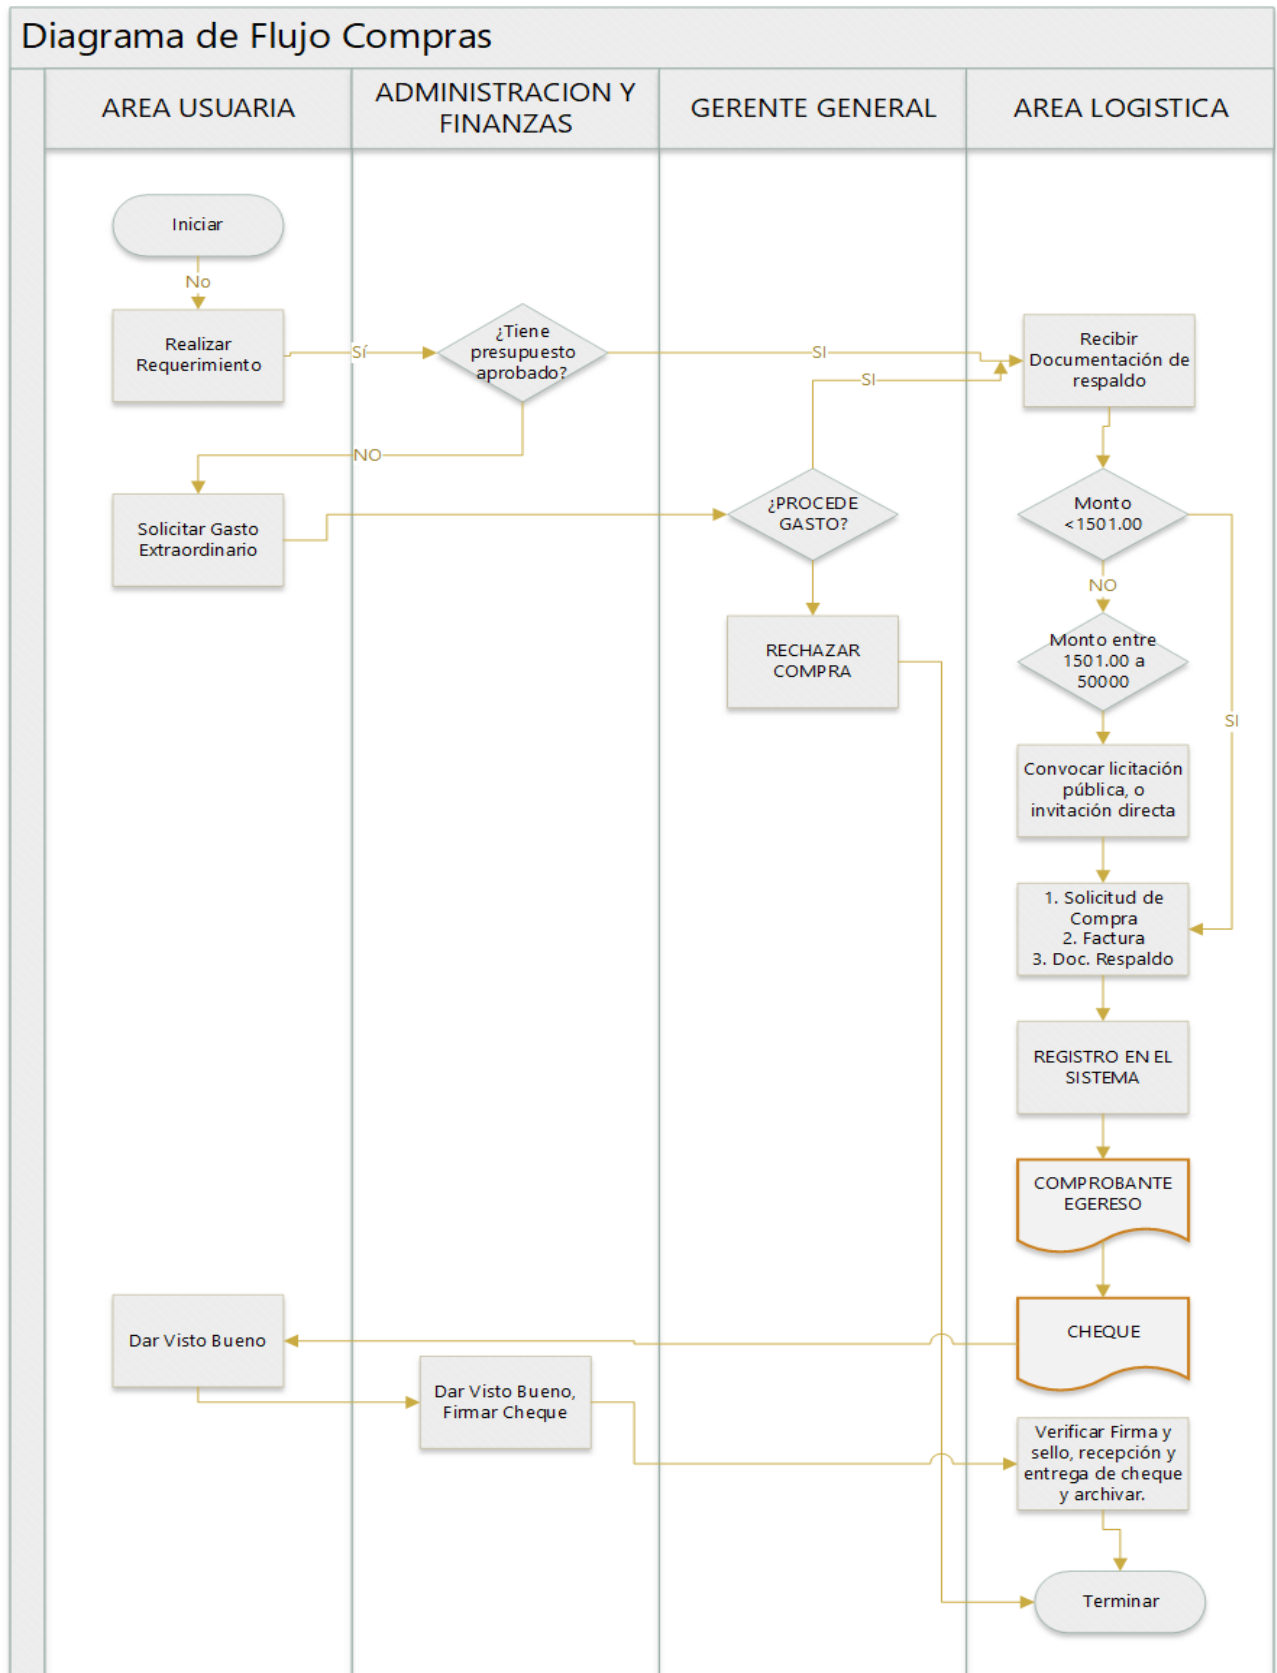 Diagrama de Flujo Compras
AREA USUARIA
ADMINISTRACION Y
FINANZAS
GERENTE GENERAL
AREA LOGISTICA
Iniciar
No
Realizar
Requerimiento
Sí
¿Tiene
presupuesto
aprobado?
SI
SI
Recibir
Documentación de
respaldo
NO
Solicitar Gasto
Extraordinario
¿PROCEDE
GASTO?
Monto
<1501.00
NO
RECHAZAR
COMPRA
Monto entre
1501.00 a
50000
SI
Convocar licitación
pública, o
invitación directa
1. Solicitud de
Compra
2. Factura
3. Doc. Respaldo
REGISTRO EN EL
SISTEMA
COMPROBANTE
EGERESO
CHEQUE
Dar Visto Bueno
Dar Visto Bueno,
Firmar Cheque
Verificar Firma y
sello, recepción y
entrega de cheque
y archivar.
Terminar